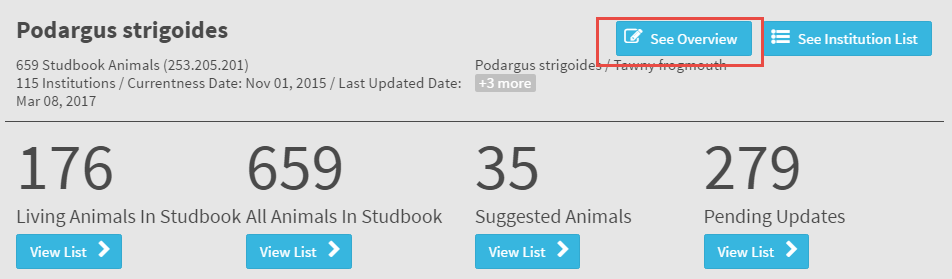 Podargus strigoides
See Overview
See Institution List
659 Studbook Animals (253.205.201)
115 Institutions / Currentness Date: Nov 01, 2015 / Last Updated Date:
Mar 08, 2017
Podargus strigoides / Tawny frogmouth
+3 more
176
659
35
279
Living Animals In Studbook
All Animals In Studbook
Suggested Animals
Pending Updates
View List
View List
View List
View List